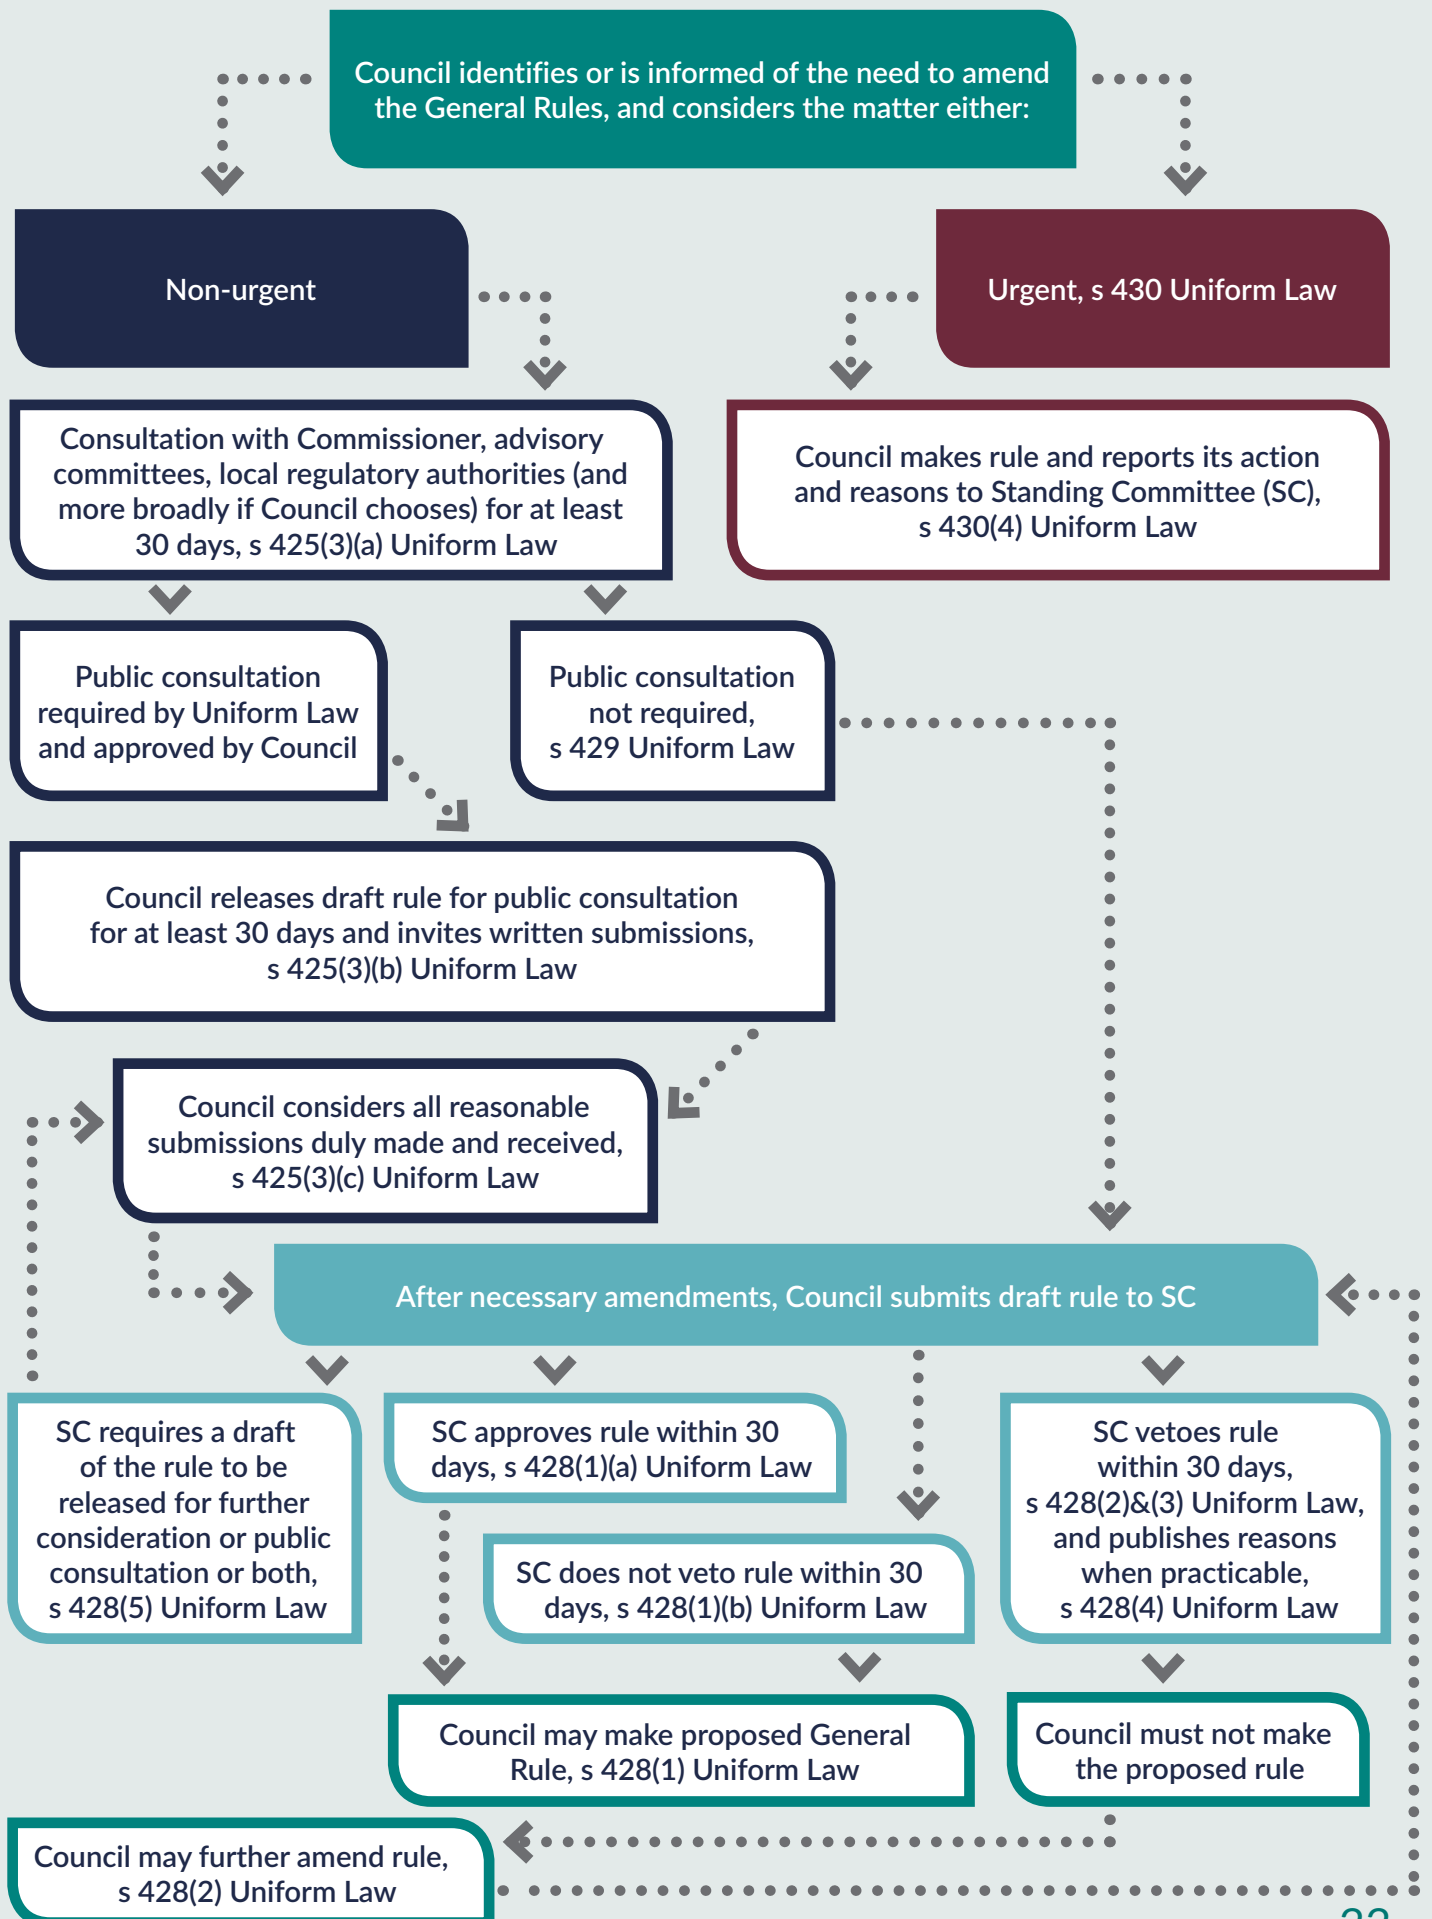 Council identifies or is informed of the need to amend
the General Rules, and considers the matter either:
Non-urgent
Urgent, s 430 Uniform Law
Consultation with Commissioner, advisory
committees, local regulatory authorities (and
more broadly if Council chooses) for at least
30 days, s 425(3)(a) Uniform Law
Council makes rule and reports its action
and reasons to Standing Committee (SC),
s 430(4) Uniform Law
Public consultation
required by Uniform Law
and approved by Council
Public consultation
not required,
s 429 Uniform Law
Council releases draft rule for public consultation
for at least 30 days and invites written submissions,
s 425(3)(b) Uniform Law
Council considers all reasonable
submissions duly made and received,
s 425(3)(c) Uniform Law
After necessary amendments, Council submits draft rule to SC
SC requires a draft
of the rule to be
released for further
consideration or public
consultation or both,
s 428(5) Uniform Law
SC approves rule within 30
days, s 428(1)(a) Uniform Law
SC does not veto rule within 30
days, s 428(1)(b) Uniform Law
SC vetoes rule
within 30 days,
s 428(2)&(3) Uniform Law,
and publishes reasons
when practicable,
s 428(4) Uniform Law
Council may make proposed General
Rule, s 428(1) Uniform Law
Council must not make
the proposed rule
Council may further amend rule,
s 428(2) Uniform Law